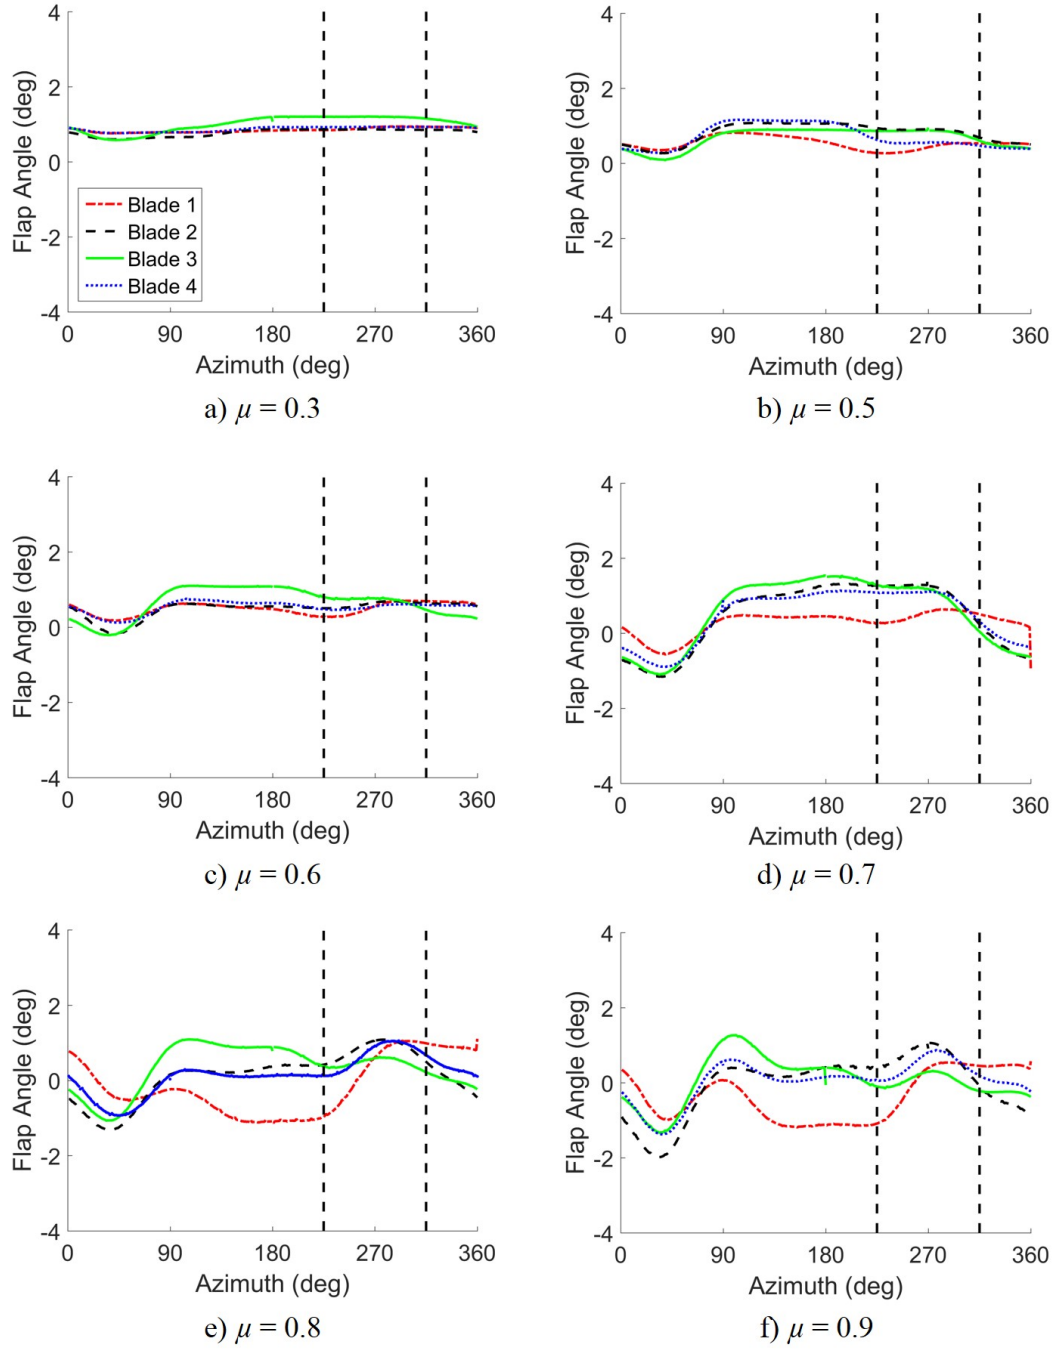 4
2
0
-2
-4
Flap Angle (deg)
Blade 1
Blade 2
Blade 3
Blade 4
0 90 180 270 360
Azimuth (deg)
a) μ = 0.3
4
2
0
-2
-4
Flap Angle (deg)
0 90 180 270 360
Azimuth (deg)
b) μ = 0.5
4
2
0
-2
-4
Flap Angle (deg)
0 90 180 270 360
Azimuth (deg)
c) μ = 0.6
4
2
0
-2
-4
Flap Angle (deg)
0 90 180 270 360
Azimuth (deg)
d) μ = 0.7
4
2
0
-2
-4
Flap Angle (deg)
0 90 180 270 360
Azimuth (deg)
e) μ = 0.8
4
2
0
-2
-4
Flap Angle (deg)
0 90 180 270 360
Azimuth (deg)
f) μ = 0.9